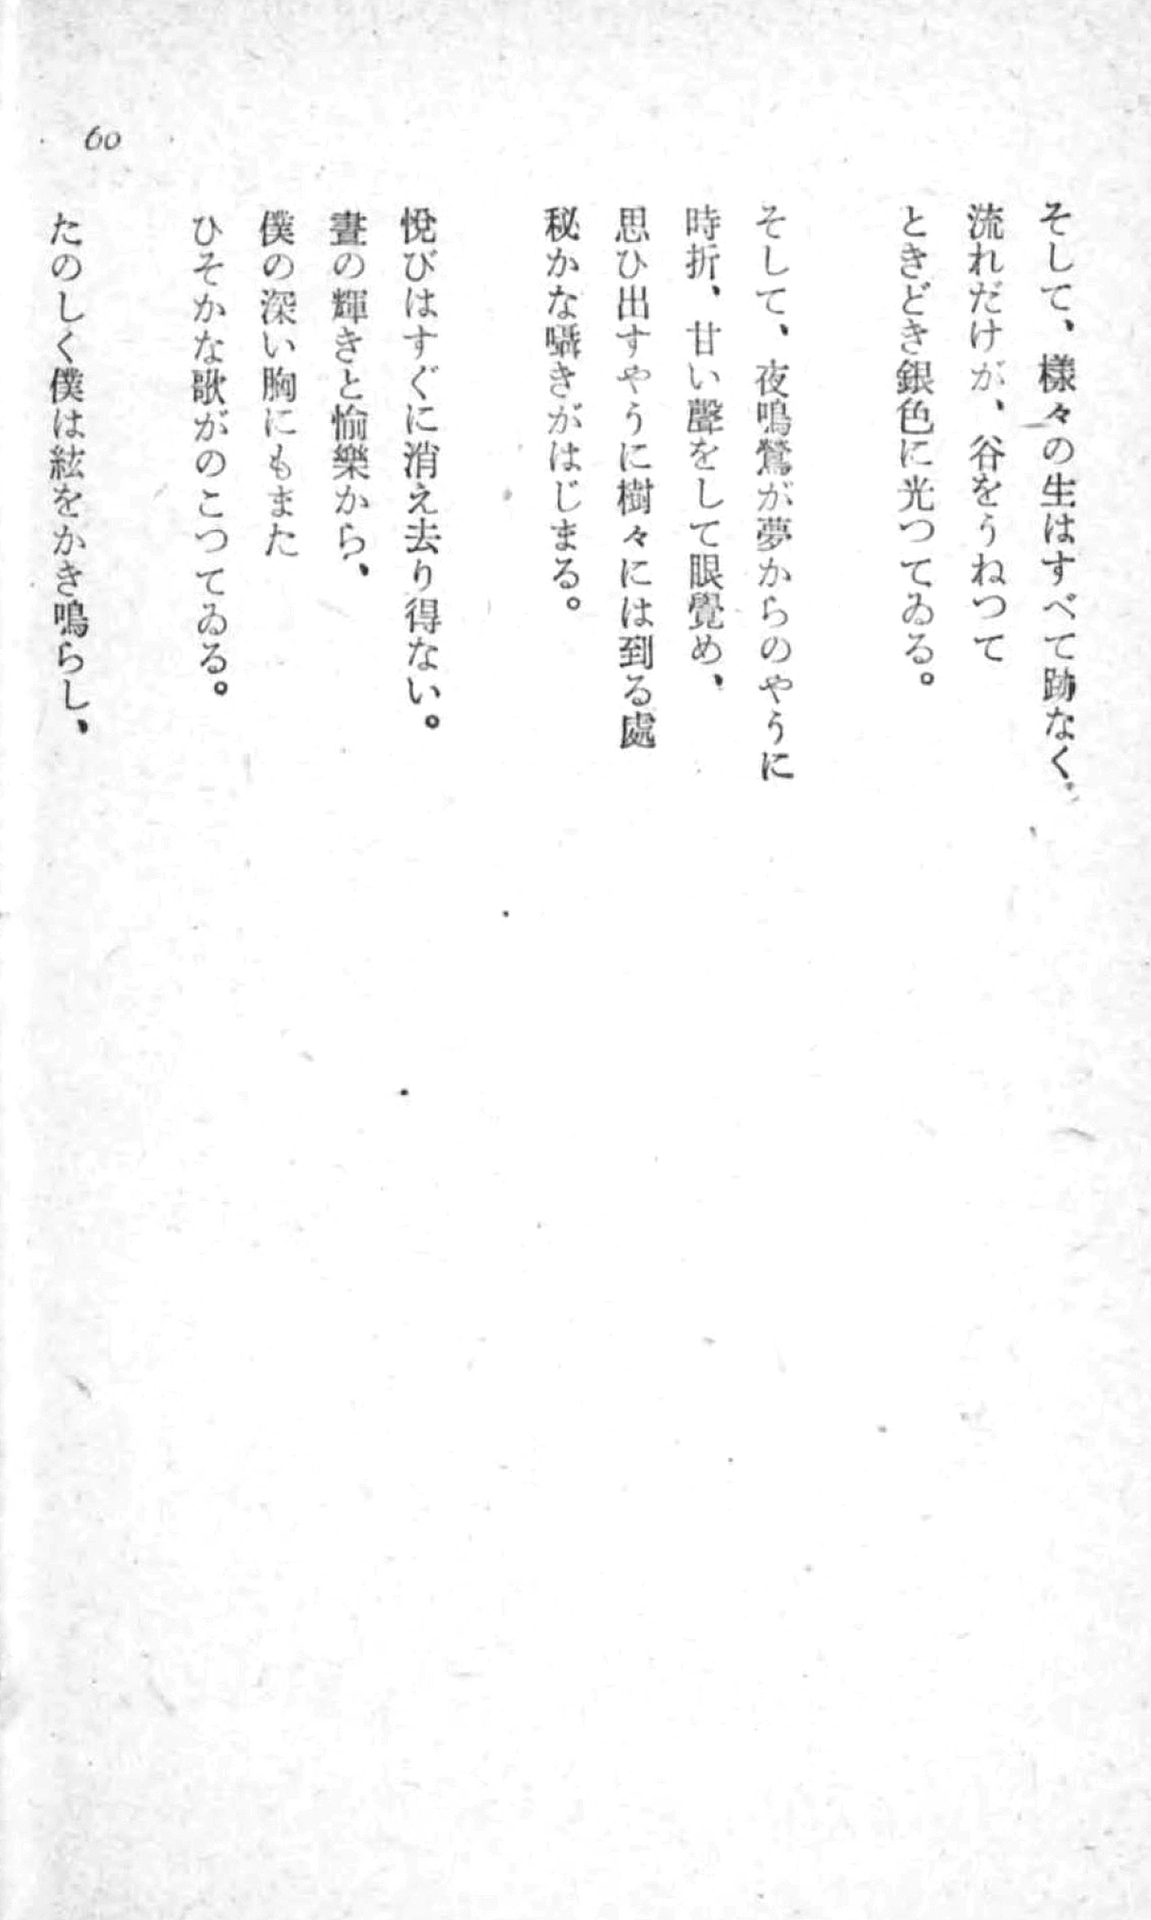 60
そして、様々の生はすべて跡なく、
流れだけが、谷をうねつて
ときどき銀色に光つてゐる。
そして、夜鳴鶯が夢からのやうに
時折、甘い聲をして眼覺め、
思ひ出すやうに樹々には到る處
秘かな囁きがはじまる。
悅びはすぐに消え去り得ない。
晝の輝きと愉樂から、
僕の深い胸にもまた
ひそかな歌がのこつてゐる。
たのしく僕は絃をかき鳴らし、